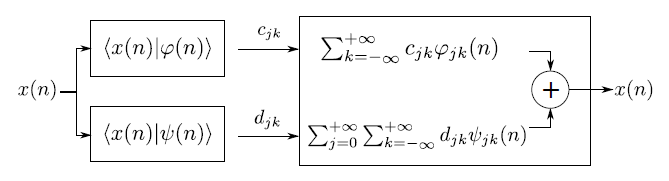 x(n)
⟨x(n)|φ(n)⟩
c_{jk}
∑_{k=−∞}^{+∞} c_{jk}φ_{jk}(n)
⟨x(n)|ψ(n)⟩
d_{jk}
∑_{j=0}^{+∞} ∑_{k=−∞}^{+∞} d_{jk}ψ_{jk}(n)
+
x(n)